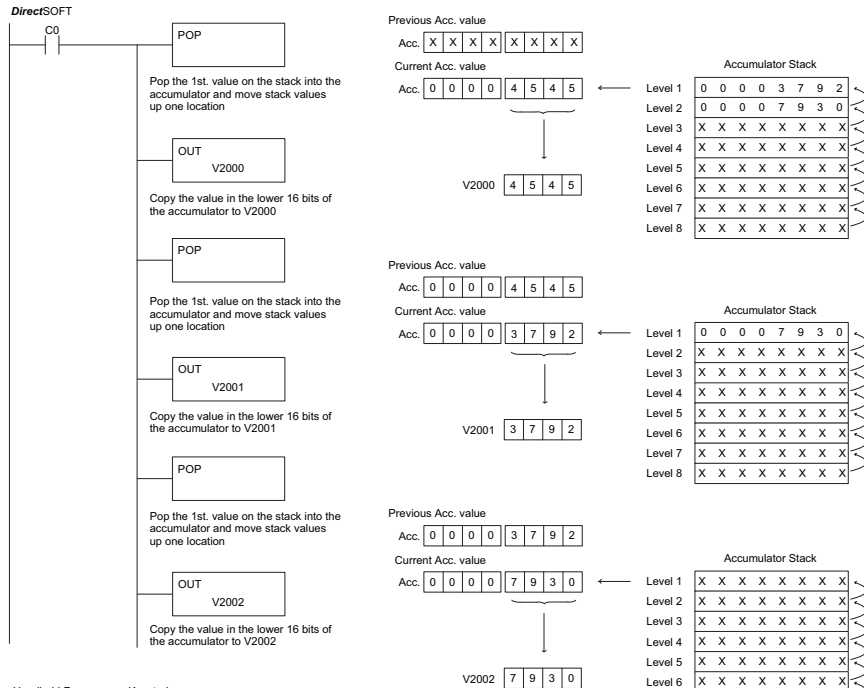 DirectSOFT
C0
POP
Pop the 1st. value on the stack into the
accumulator and move stack values
up one location
OUT
V2000
Copy the value in the lower 16 bits of
the accumulator to V2000
POP
Pop the 1st. value on the stack into the
accumulator and move stack values
up one location
OUT
V2001
Copy the value in the lower 16 bits of
the accumulator to V2001
POP
Pop the 1st. value on the stack into the
accumulator and move stack values
up one location
OUT
V2002
Copy the value in the lower 16 bits of
the accumulator to V2002
Previous Acc. value
Acc. X X X X X X X X
Current Acc. value
Acc. 0 0 0 0 4 5 4 5
V2000 4 5 4 5
Accumulator Stack
Level 1 0 0 0 0 3 7 9 2
Level 2 0 0 0 0 7 9 3 0
Level 3 X X X X X X X X
Level 4 X X X X X X X X
Level 5 X X X X X X X X
Level 6 X X X X X X X X
Level 7 X X X X X X X X
Level 8 X X X X X X X X
Previous Acc. value
Acc. 0 0 0 0 4 5 4 5
Current Acc. value
Acc. 0 0 0 0 3 7 9 2
V2001 3 7 9 2
Accumulator Stack
Level 1 0 0 0 0 7 9 3 0
Level 2 X X X X X X X X
Level 3 X X X X X X X X
Level 4 X X X X X X X X
Level 5 X X X X X X X X
Level 6 X X X X X X X X
Level 7 X X X X X X X X
Level 8 X X X X X X X X
Previous Acc. value
Acc. 0 0 0 0 3 7 9 2
Current Acc. value
Acc. 0 0 0 0 7 9 3 0
V2002 7 9 3 0
Accumulator Stack
Level 1 X X X X X X X X
Level 2 X X X X X X X X
Level 3 X X X X X X X X
Level 4 X X X X X X X X
Level 5 X X X X X X X X
Level 6 X X X X X X X X